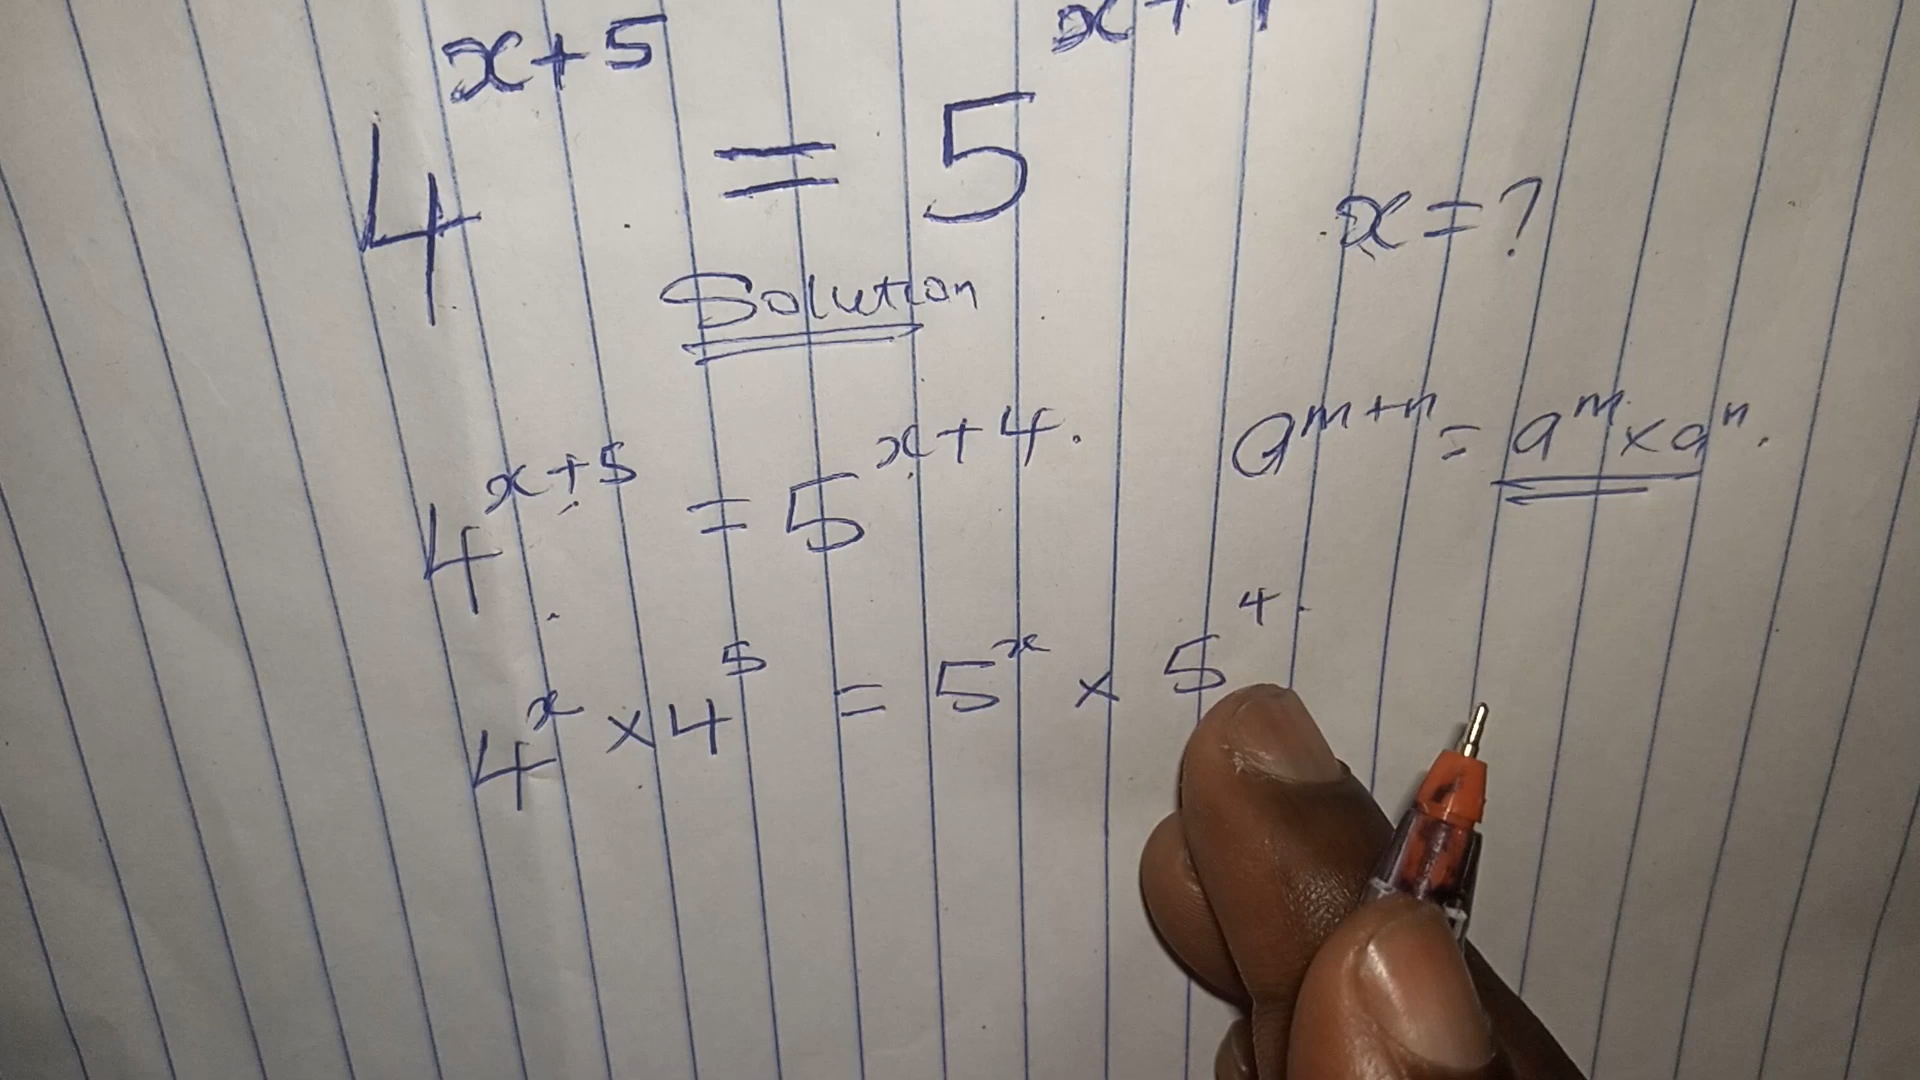 4^{x+5} = 5^{x+4}
x = ?
Solution
4^{x+5} = 5^{x+4}.
a^{m+n} = a^m × a^n.
4^x × 4^5 = 5^x × 5^4.